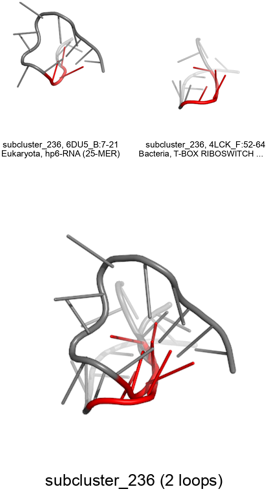 subcluster_236, 6DU5_B:7-21
Eukaryota, hp6-RNA (25-MER)
subcluster_236, 4LCK_F:52-64
Bacteria, T-BOX RIBOSWITCH ...
subcluster_236 (2 loops)